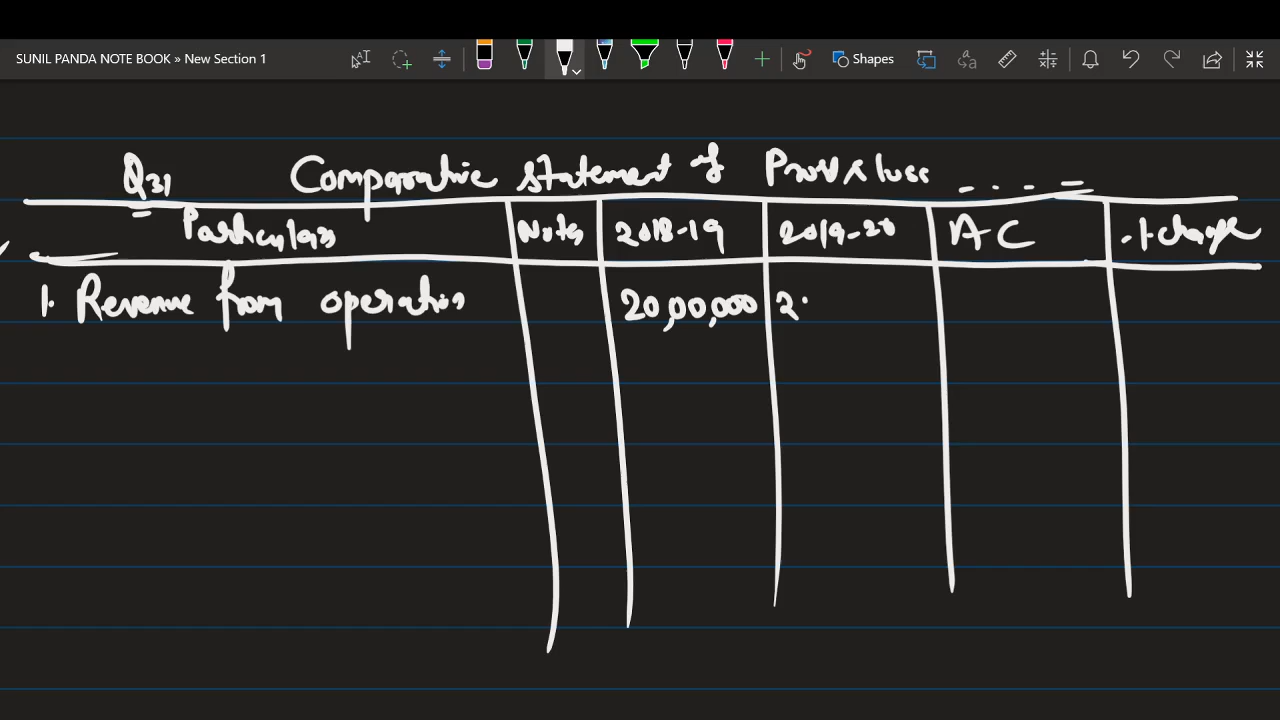 SUNIL PANDA NOTE BOOK » New Section 1
Shapes
Q31 Comparative statement of Profit & loss ....
Particulars Notes 2018-19 2019-20 AC % change
1. Revenue from operation 20,00,000 2